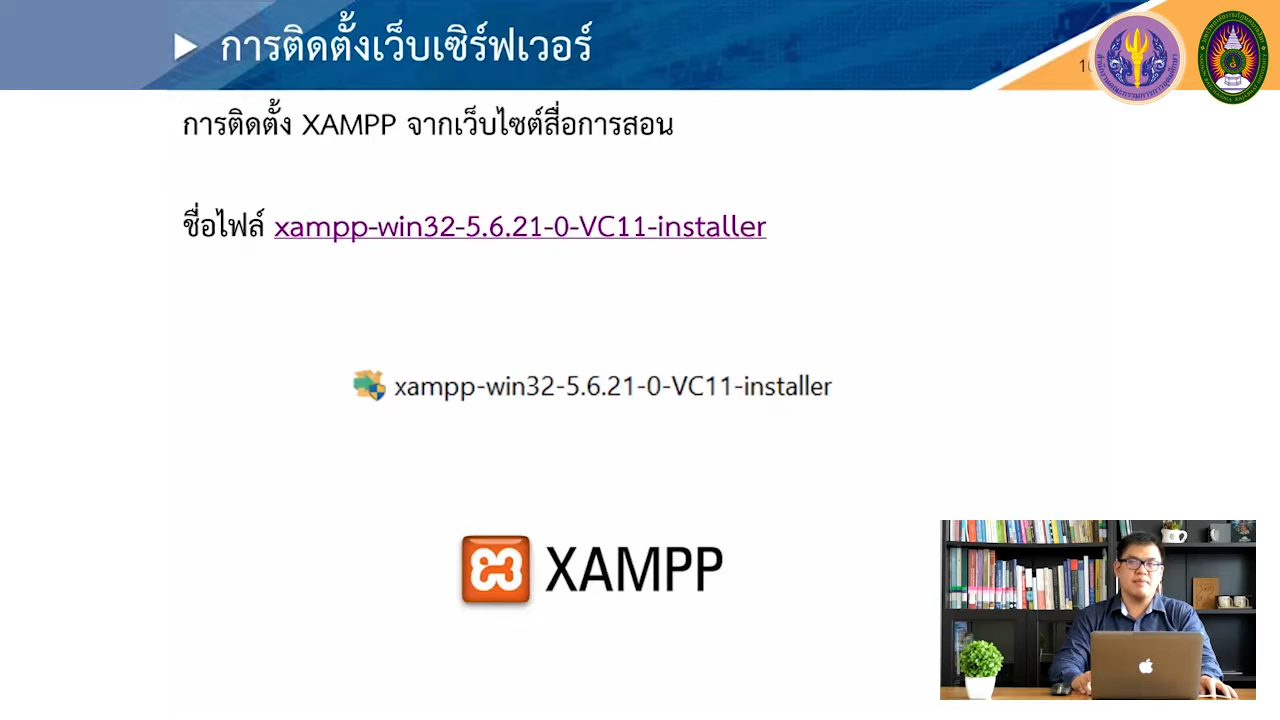 การติดตั้งเว็บเซิร์ฟเวอร์
การติดตั้ง XAMPP จากเว็บไซต์สื่อการสอน
ชื่อไฟล์ xampp-win32-5.6.21-0-VC11-installer
xampp-win32-5.6.21-0-VC11-installer
XAMPP